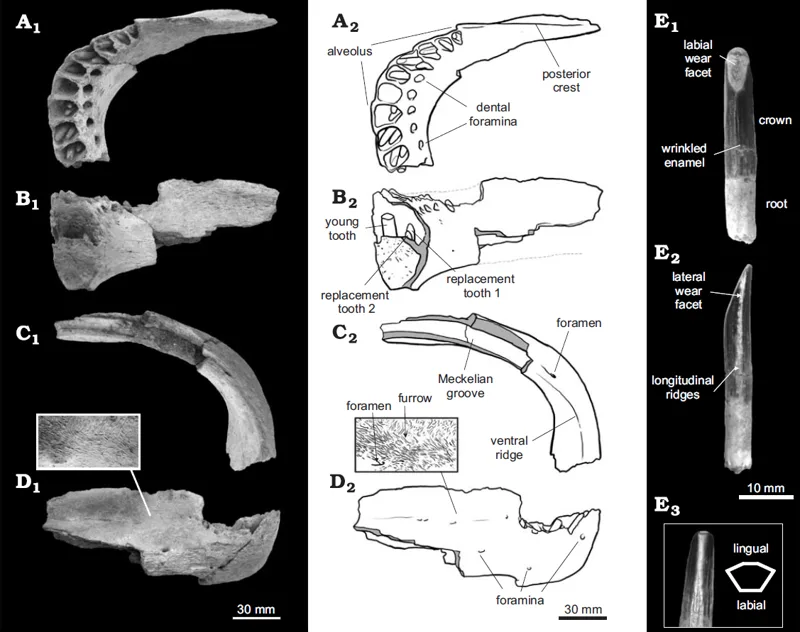 A1
A2
alveolus
posterior
crest
dental
foramina
B1
B2
young
tooth
replacement
tooth 1
replacement
tooth 2
C1
C2
foramen
Meckelian
groove
foramen
furrow
ventral
ridge
D1
D2
foramina
30 mm
30 mm
E1
labial
wear
facet
crown
wrinkled
enamel
root
E2
lateral
wear
facet
longitudinal
ridges
10 mm
E3
lingual
labial